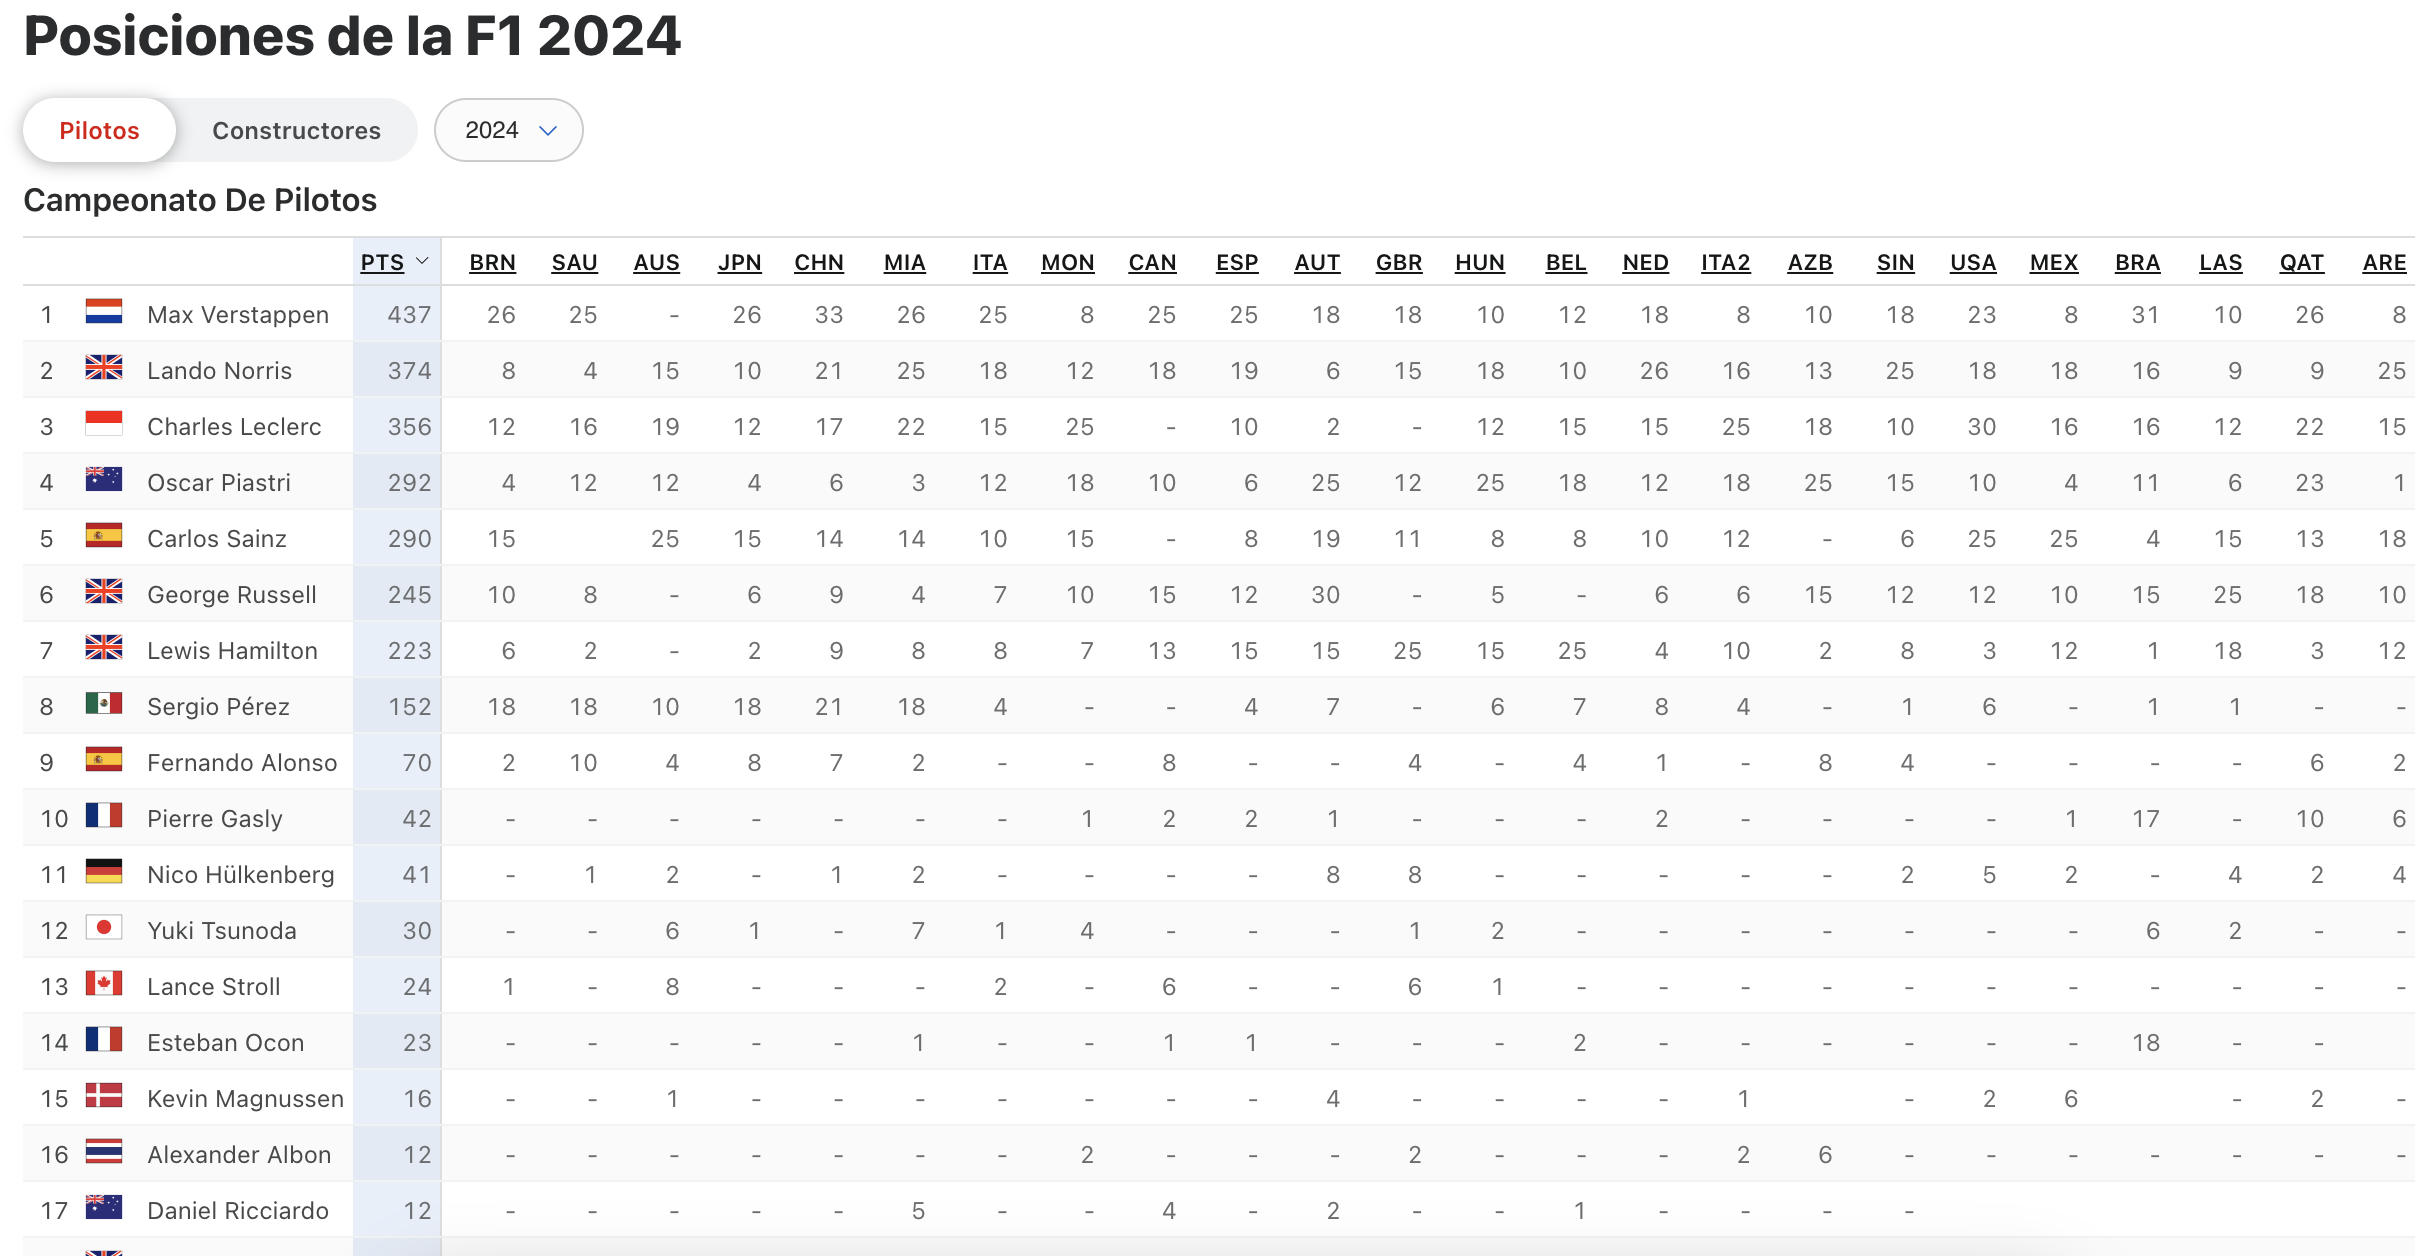 Posiciones de la F1 2024
Pilotos Constructores 2024
Campeonato De Pilotos
PTS BRN SAU AUS JPN CHN MIA ITA MON CAN ESP AUT GBR HUN BEL NED ITA2 AZB SIN USA MEX BRA LAS QAT ARE
1 Max Verstappen 437 26 25 - 26 33 26 25 8 25 25 18 18 10 12 18 8 10 18 23 8 31 10 26 8
2 Lando Norris 374 8 4 15 10 21 25 18 12 18 19 6 15 18 10 26 16 13 25 18 18 16 9 9 25
3 Charles Leclerc 356 12 16 19 12 17 22 15 25 - 10 2 - 12 15 15 25 18 10 30 16 16 12 22 15
4 Oscar Piastri 292 4 12 12 4 6 3 12 18 10 6 25 12 25 18 12 18 25 15 10 4 11 6 23 1
5 Carlos Sainz 290 15 25 15 14 14 10 15 - 8 19 11 8 8 10 12 - 6 25 25 4 15 13 18
6 George Russell 245 10 8 - 6 9 4 7 10 15 12 30 - 5 - 6 6 15 12 12 10 15 25 18 10
7 Lewis Hamilton 223 6 2 - 2 9 8 8 7 13 15 15 25 15 25 4 10 2 8 3 12 1 18 3 12
8 Sergio Pérez 152 18 18 10 18 21 18 4 - - 4 7 - 6 7 8 4 - 1 6 - 1 1 - -
9 Fernando Alonso 70 2 10 4 8 7 2 - - 8 - - 4 - 4 1 - 8 4 - - - - 6 2
10 Pierre Gasly 42 - - - - - - - 1 2 2 1 - - - 2 - - - - 1 17 - 10 6
11 Nico Hülkenberg 41 - 1 2 - 1 2 - - - - 8 8 - - - - - 2 5 2 - 4 2 4
12 Yuki Tsunoda 30 - - 6 1 - 7 1 4 - - - 1 2 - - - - - - - 6 2 - -
13 Lance Stroll 24 1 - 8 - - - 2 - 6 - - 6 1 - - - - - - - - - - -
14 Esteban Ocon 23 - - - - - 1 - - 1 1 - - - 2 - - - - - - 18 - -
15 Kevin Magnussen 16 - - 1 - - - - - - - 4 - - - - 1 - 2 6 - 2 -
16 Alexander Albon 12 - - - - - - - 2 - - - 2 - - - 2 6 - - - - - - -
17 Daniel Ricciardo 12 - - - - - 5 - - 4 - 2 - - 1 - - - -